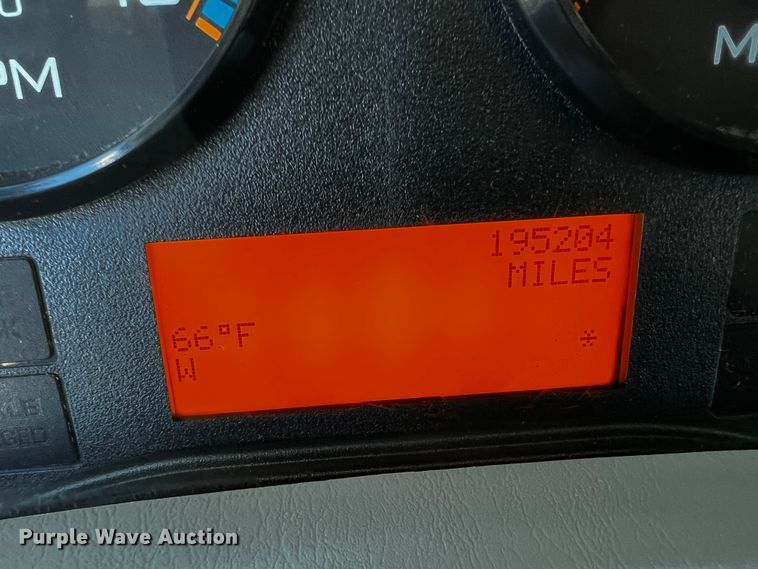 PM
M
195204
MILES
66°F
*
W
Purple Wave Auction